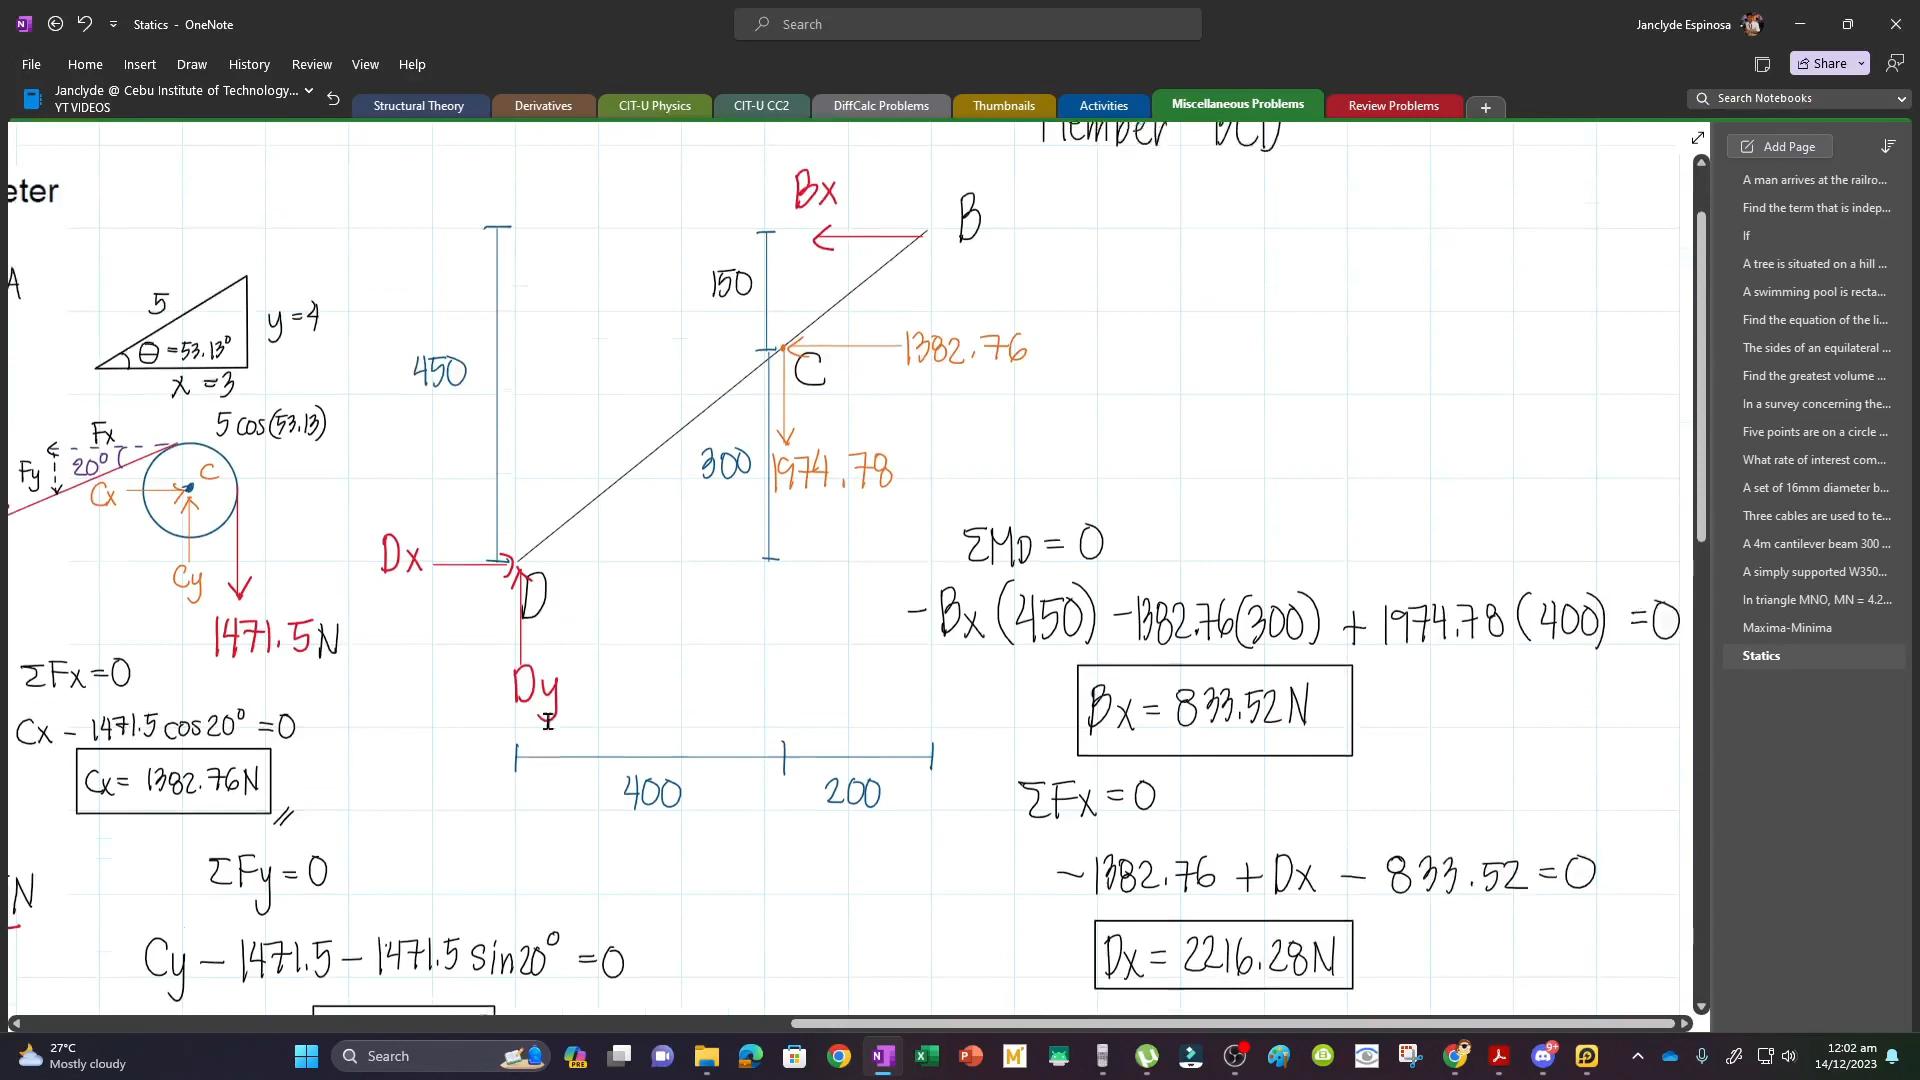 Statics - OneNote
Search
Janclyde Espinosa
File Home Insert Draw History Review View Help
Share
Janclyde @ Cebu Institute of Technology...
YT VIDEOS
Structural Theory
Derivatives
CIT-U Physics
CIT-U CC2
DiffCalc Problems
Thumbnails
Activities
Miscellaneous Problems
Review Problems
Search Notebooks
Add Page
A man arrives at the railro...
Find the term that is indep...
If
A tree is situated on a hill ...
A swimming pool is recta...
Find the equation of the li...
The sides of an equilateral ...
Find the greatest volume ...
In a survey concerning the...
Five points are on a circle ...
What rate of interest com...
A set of 16mm diameter b...
Three cables are used to te...
A 4m cantilever beam 300 ...
A simply supported W350...
In triangle MNO, MN = 4.2...
Maxima-Minima
Statics
Member BCD
eter
A
5
y = 4
θ = 53.13°
x = 3
5 cos(53.13)
Fx
20°
Fy
C
Cx
Cy
1471.5N
ΣFx = 0
Cx - 1471.5 cos20° = 0
Cx = 1382.76N
ΣFy = 0
N
Cy - 1471.5 - 1471.5 sin20° = 0
Bx
B
150
450
1382.76
C
300
1974.78
Dx
D
Dy
400
200
ΣMD = 0
-Bx(450) - 1382.76(300) + 1974.78(400) = 0
Bx = 833.52N
ΣFx = 0
-1382.76 + Dx - 833.52 = 0
Dx = 2216.28N
27°C
Mostly cloudy
Search
9+
12:02 am
14/12/2023